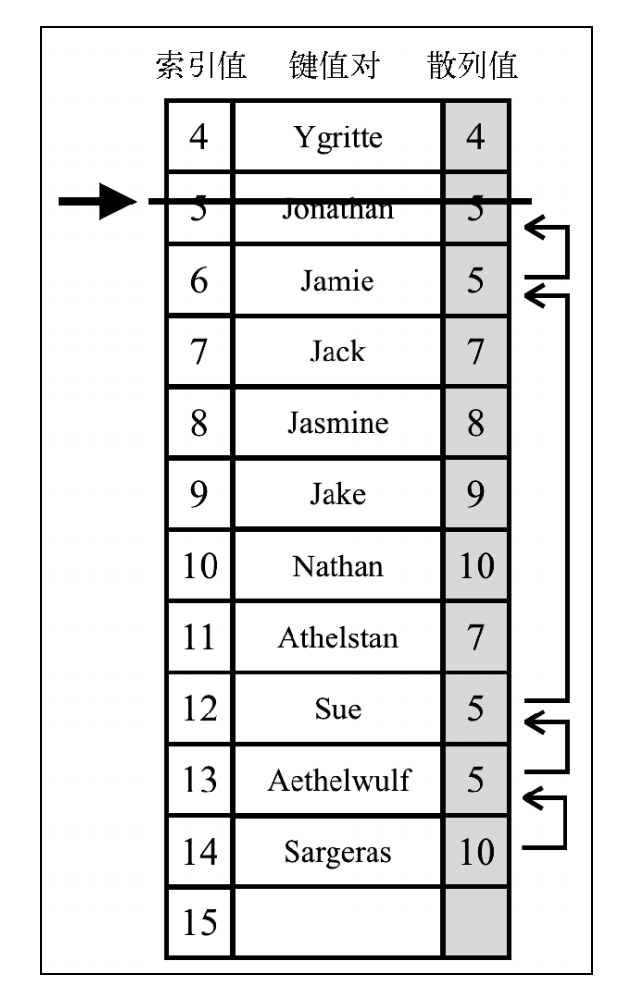 索引值 键值对 散列值
4 Ygritte 4
5 Jonathan 5
6 Jamie 5
7 Jack 7
8 Jasmine 8
9 Jake 9
10 Nathan 10
11 Athelstan 7
12 Sue 5
13 Aethelwulf 5
14 Sargeras 10
15